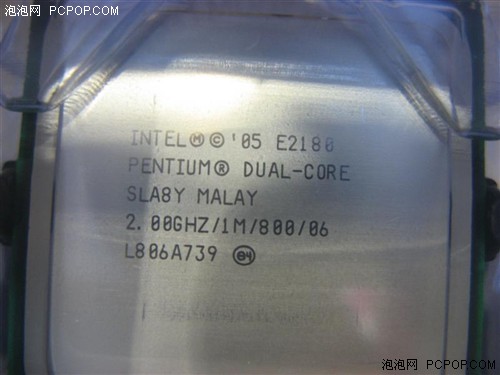 泡泡网 PCPOP.COM
INTEL Ⓜ © '05 E2180
PENTIUM® DUAL-CORE
SLA8Y MALAY
2.00GHZ/1M/800/06
L806A739 e4
泡泡网 PCPOP.COM